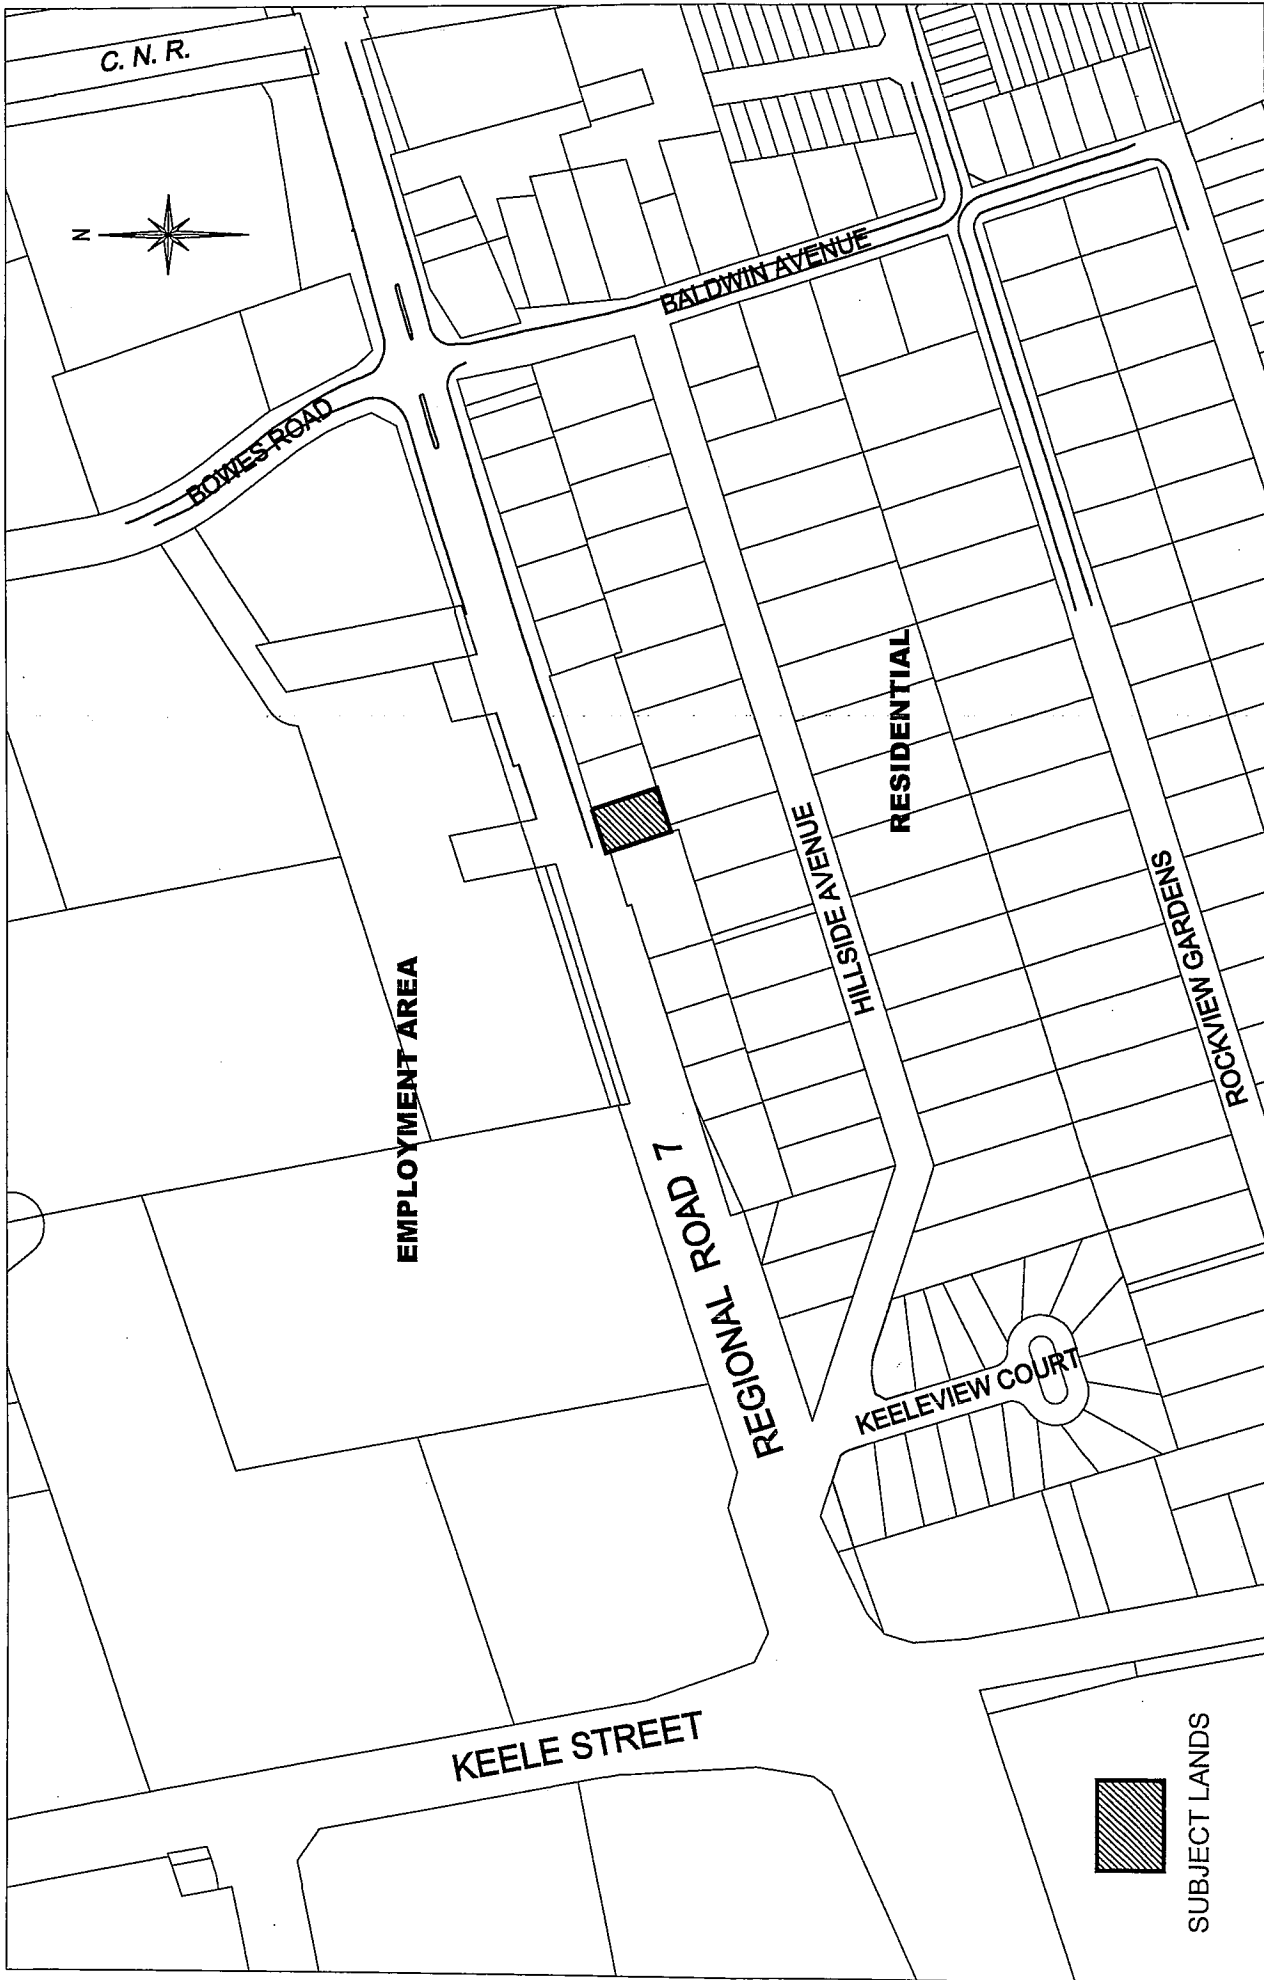 C. N. R.
N
BOWES ROAD
BALDWIN AVENUE
EMPLOYMENT AREA
RESIDENTIAL
HILLSIDE AVENUE
ROCKVIEW GARDENS
REGIONAL ROAD 7
KEELEVIEW COURT
KEELE STREET
SUBJECT LANDS